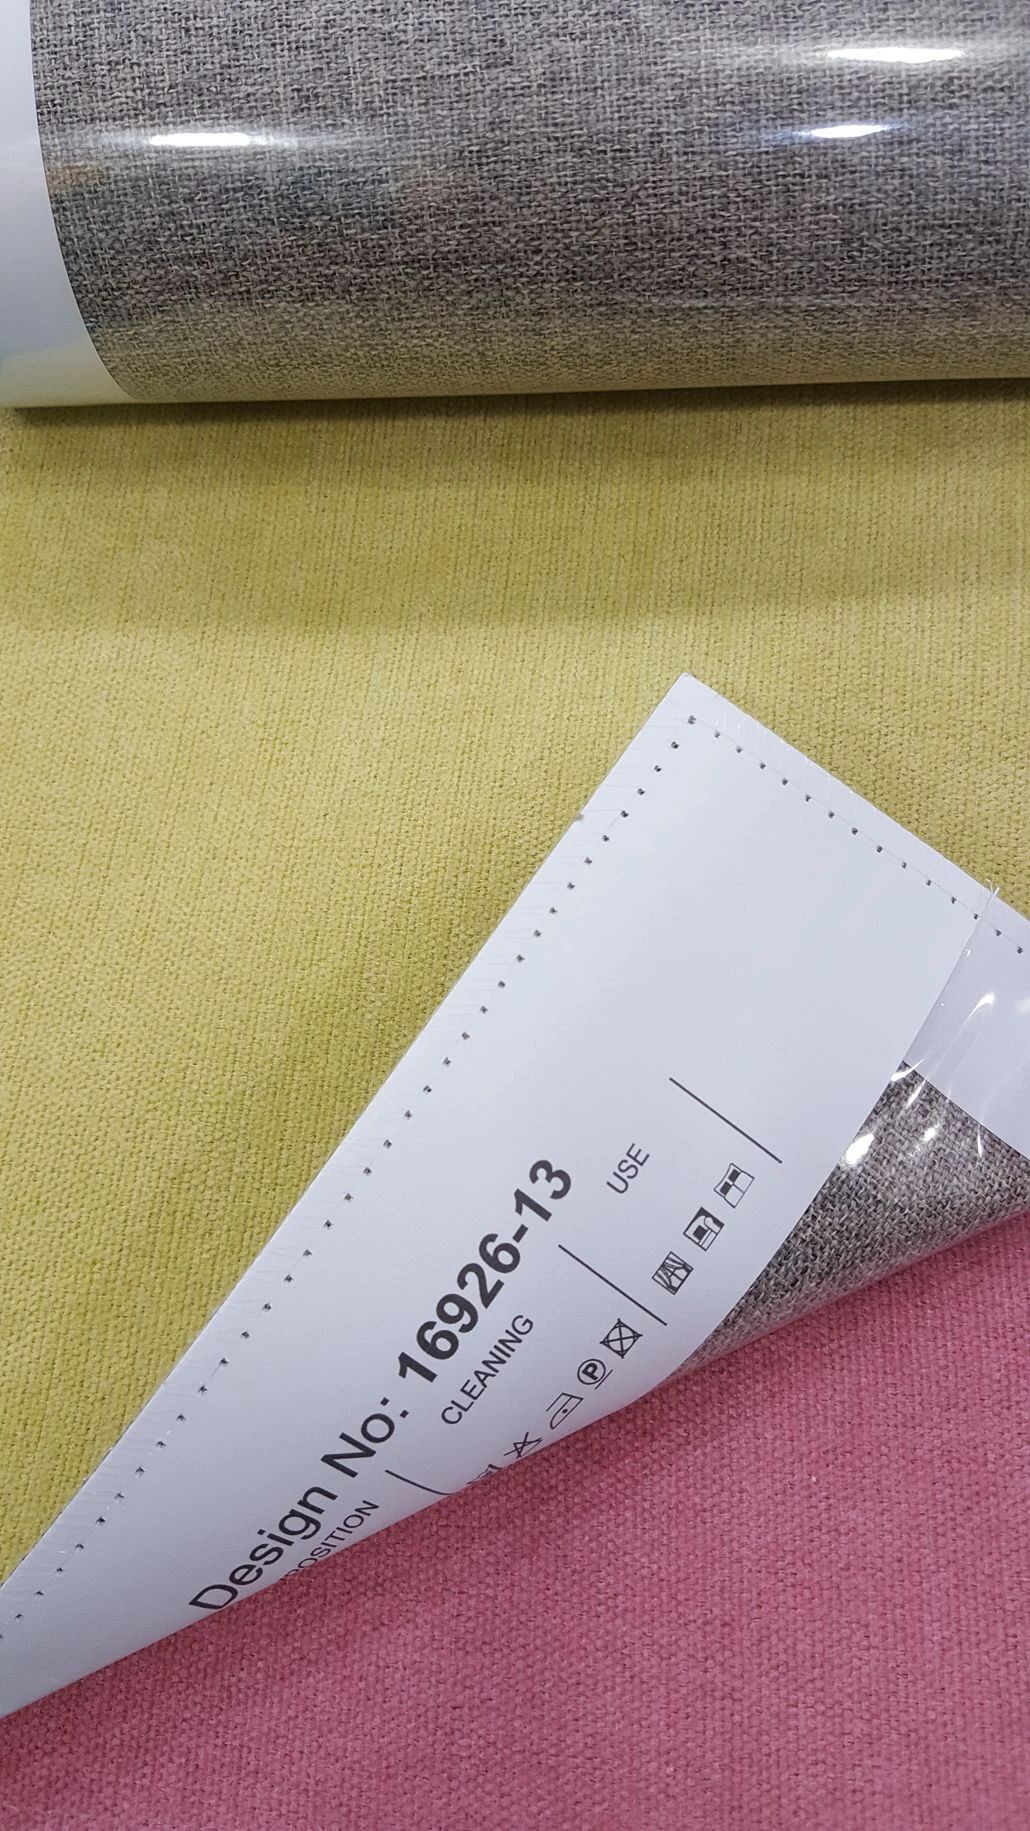 Design No: 16926-13
CLEANING
USE
P